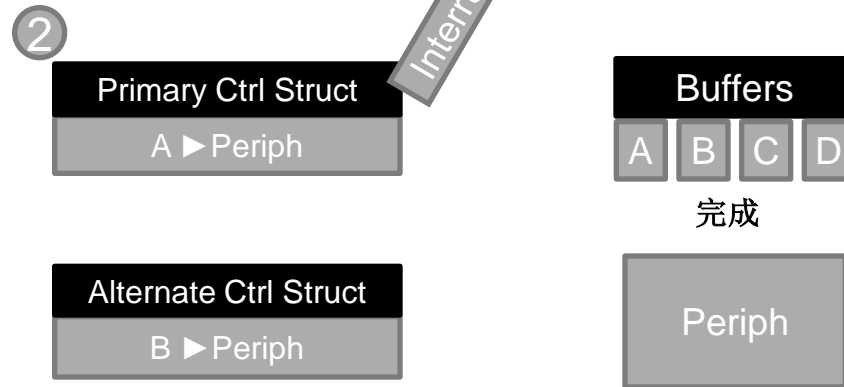 2
Primary Ctrl Struct
A ►Periph
Buffers
A B C D
完成
Alternate Ctrl Struct
B ►Periph
Periph